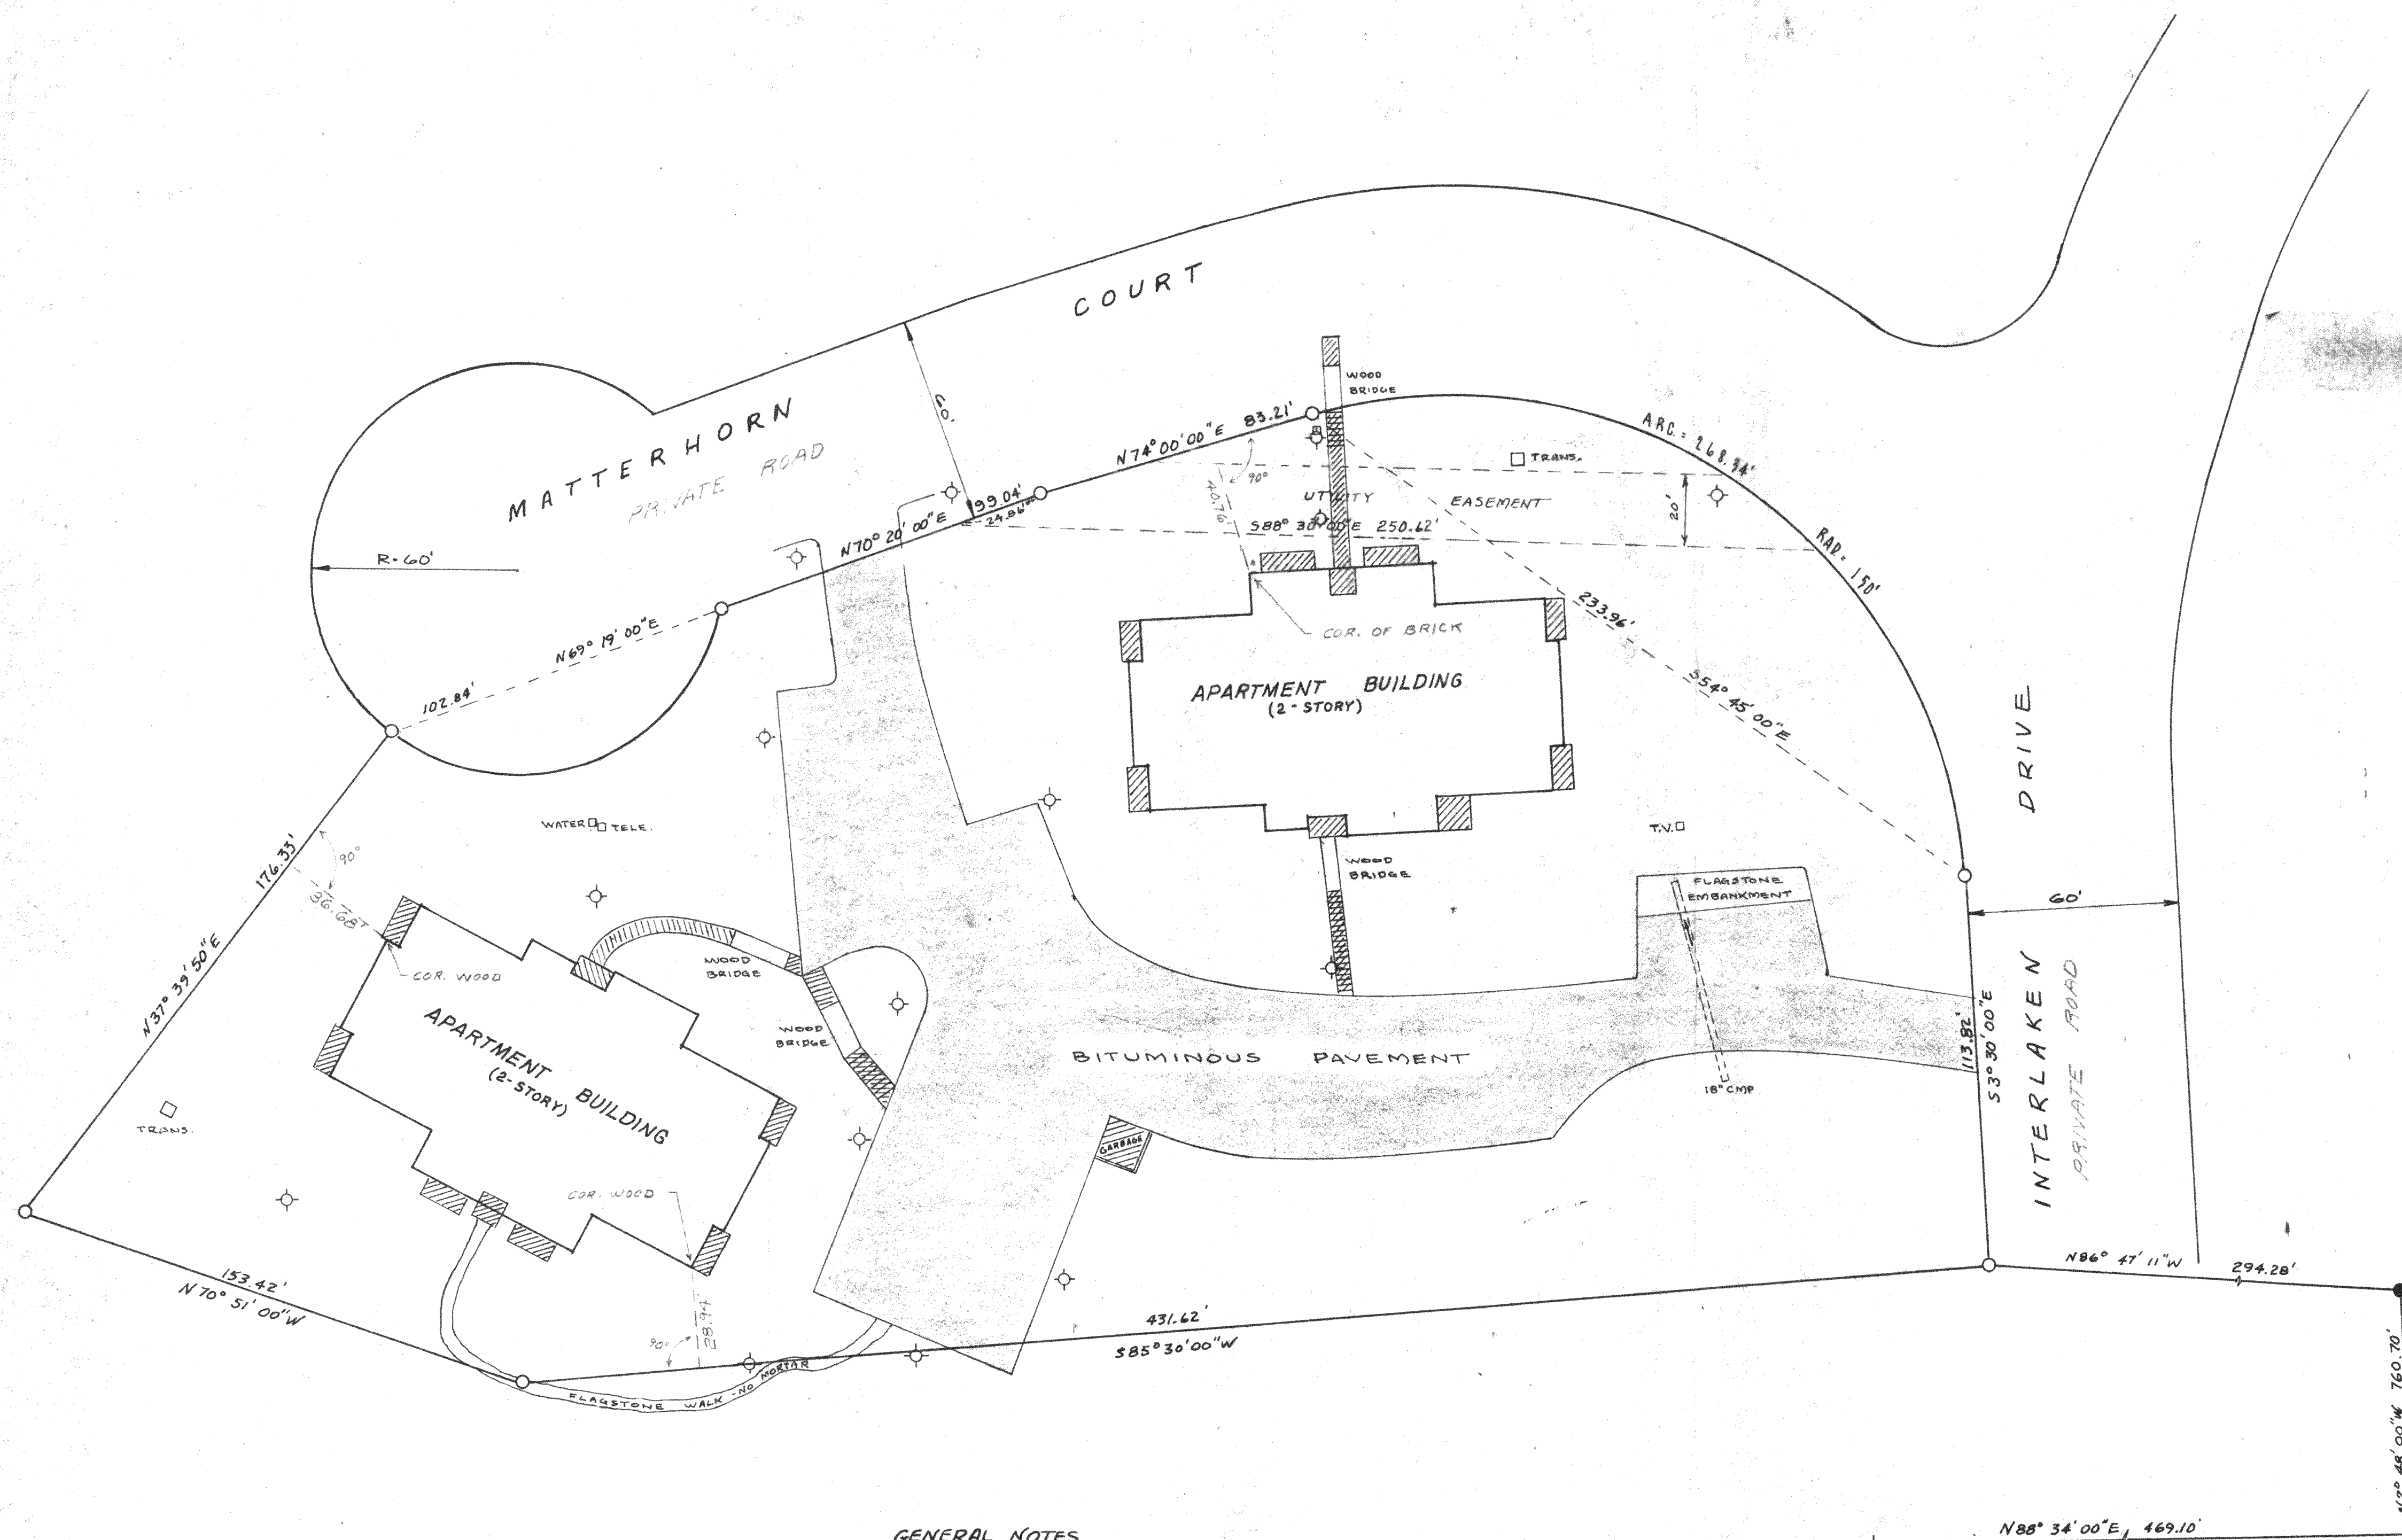 COURT
MATTERHORN
PRIVATE ROAD
60'
R-60'
WOOD
BRIDGE
N74°00'00"E 83.21'
ARC. = 268.34'
TRANS.
90°
40.76'
UTILITY EASEMENT
20'
99.04'
24.86'
N70° 20' 00"E
S88° 30'00"E 250.62'
RAD. = 150'
233.96'
S54° 45' 00"E
N69° 19' 00"E
102.84'
COR. OF BRICK
APARTMENT BUILDING
(2-STORY)
DRIVE
INTERLAKEN
PRIVATE ROAD
60'
WATER TELE.
T.V.
176.33'
90°
36.68'
N37° 39' 50"E
WOOD
BRIDGE
FLAGSTONE
EMBANKMENT
COR. WOOD
WOOD
BRIDGE
WOOD
BRIDGE
APARTMENT BUILDING
(2-STORY)
BITUMINOUS PAVEMENT
18" CMP
113.82'
S3° 30' 00"E
TRANS.
GARBAGE
COR. WOOD
153.42'
N70° 51' 00"W
28.94
90°
431.62'
S85°30'00"W
N86° 47' 11"W
294.28'
FLAGSTONE WALK - NO MORTAR
760.70'
GENERAL NOTES
N88° 34' 00"E, 469.10'